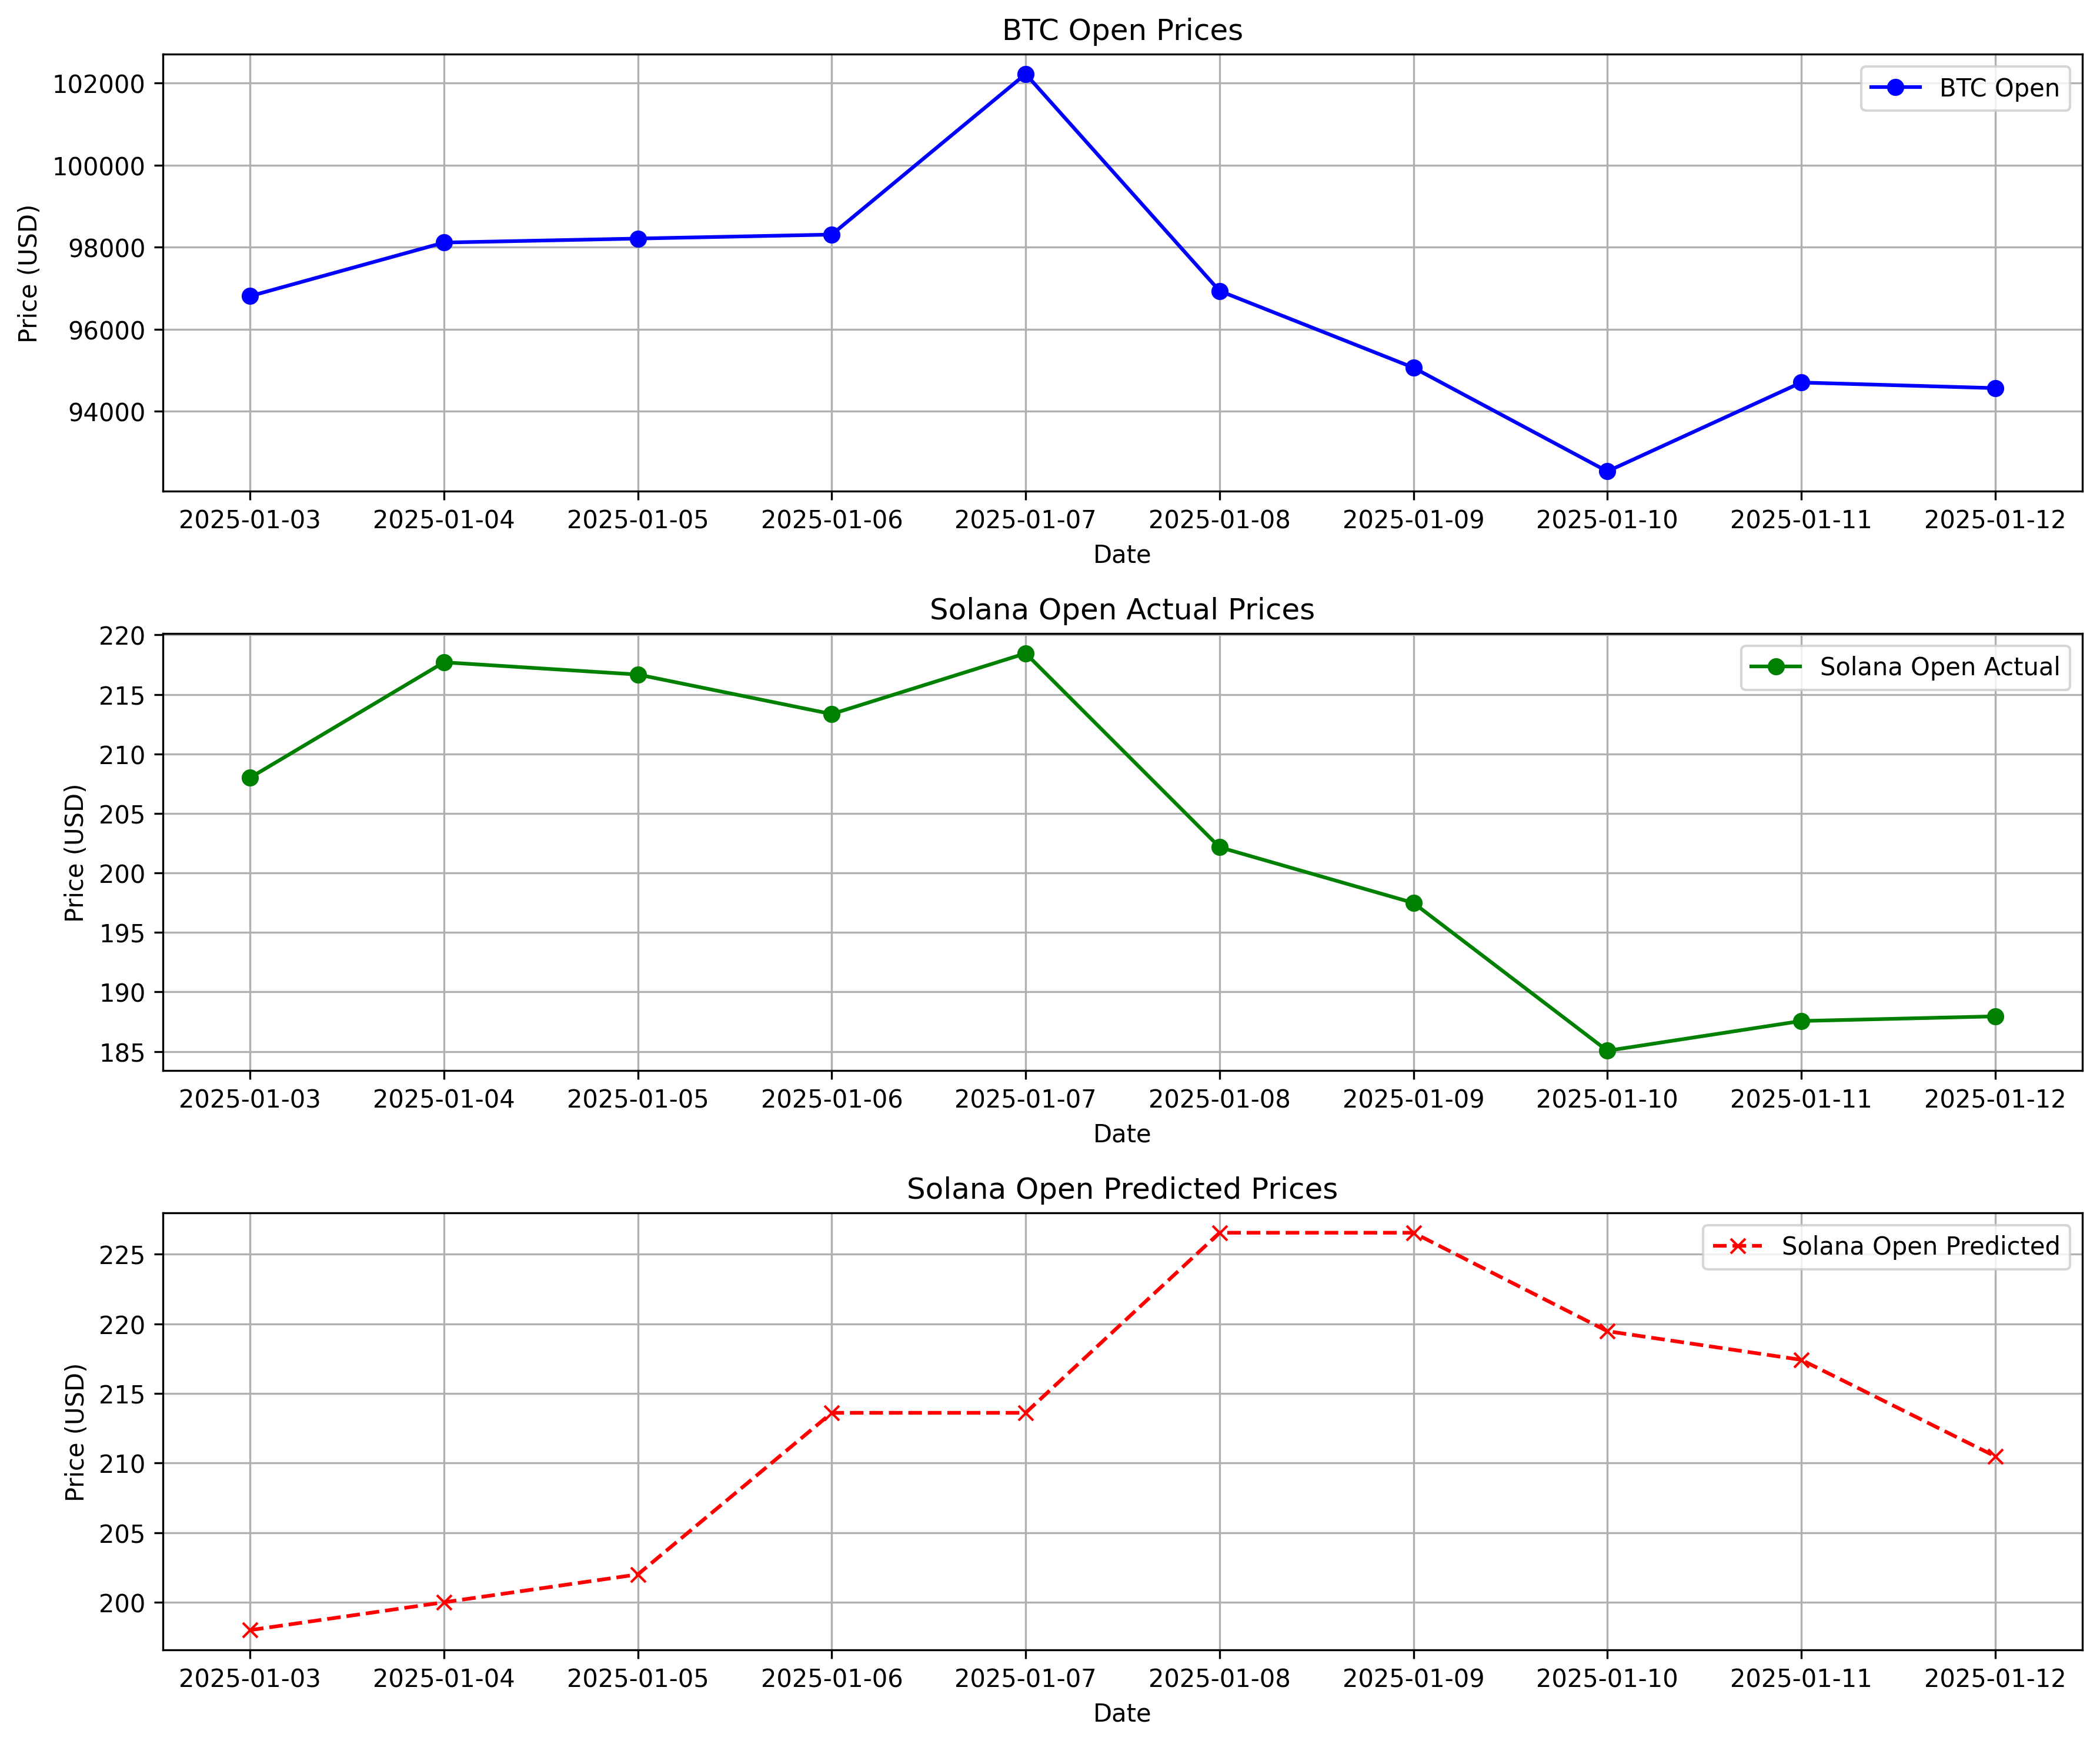 BTC Open Prices
BTC Open
102000
100000
98000
96000
94000
Price (USD)
2025-01-03 2025-01-04 2025-01-05 2025-01-06 2025-01-07 2025-01-08 2025-01-09 2025-01-10 2025-01-11 2025-01-12
Date
Solana Open Actual Prices
Solana Open Actual
220
215
210
205
200
195
190
185
Price (USD)
2025-01-03 2025-01-04 2025-01-05 2025-01-06 2025-01-07 2025-01-08 2025-01-09 2025-01-10 2025-01-11 2025-01-12
Date
Solana Open Predicted Prices
Solana Open Predicted
225
220
215
210
205
200
Price (USD)
2025-01-03 2025-01-04 2025-01-05 2025-01-06 2025-01-07 2025-01-08 2025-01-09 2025-01-10 2025-01-11 2025-01-12
Date